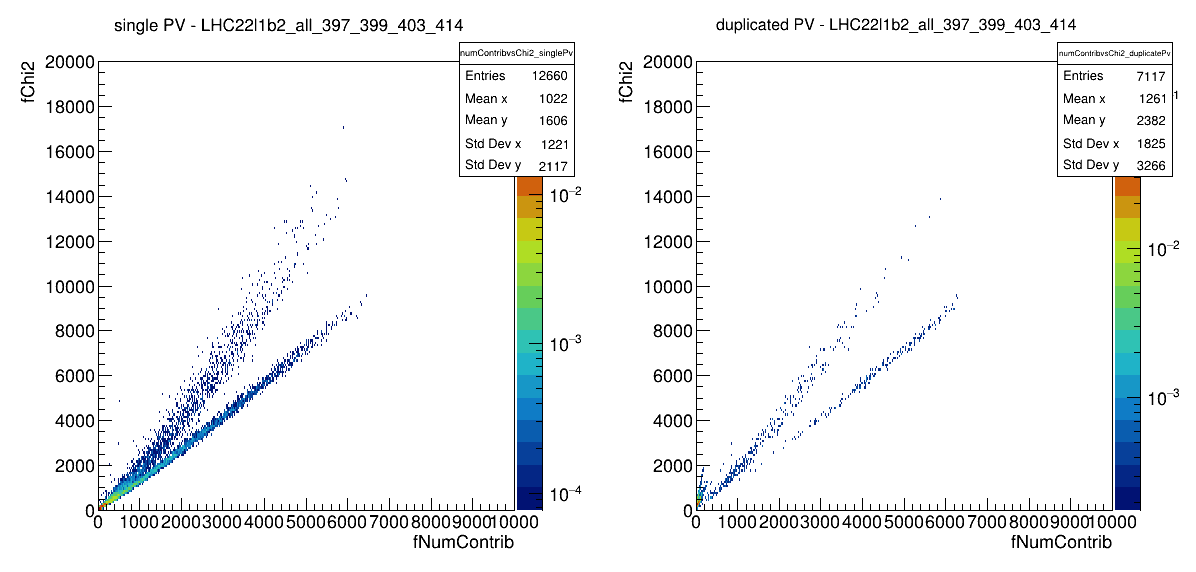 single PV - LHC22l1b2_all_397_399_403_414
numContribvsChi2_singlePv
Entries 12660
Mean x 1022
Mean y 1606
Std Dev x 1221
Std Dev y 2117
fChi2
20000
18000
16000
14000
12000
10000
8000
6000
4000
2000
0
0 1000 2000 3000 4000 5000 6000 7000 8000 9000 10000
fNumContrib
10−2
10−3
10−4
duplicated PV - LHC22l1b2_all_397_399_403_414
numContribvsChi2_duplicatePv
Entries 7117
Mean x 1261
Mean y 2382
Std Dev x 1825
Std Dev y 3266
fChi2
20000
18000
16000
14000
12000
10000
8000
6000
4000
2000
0
0 1000 2000 3000 4000 5000 6000 7000 8000 9000 10000
fNumContrib
1
10−2
10−3